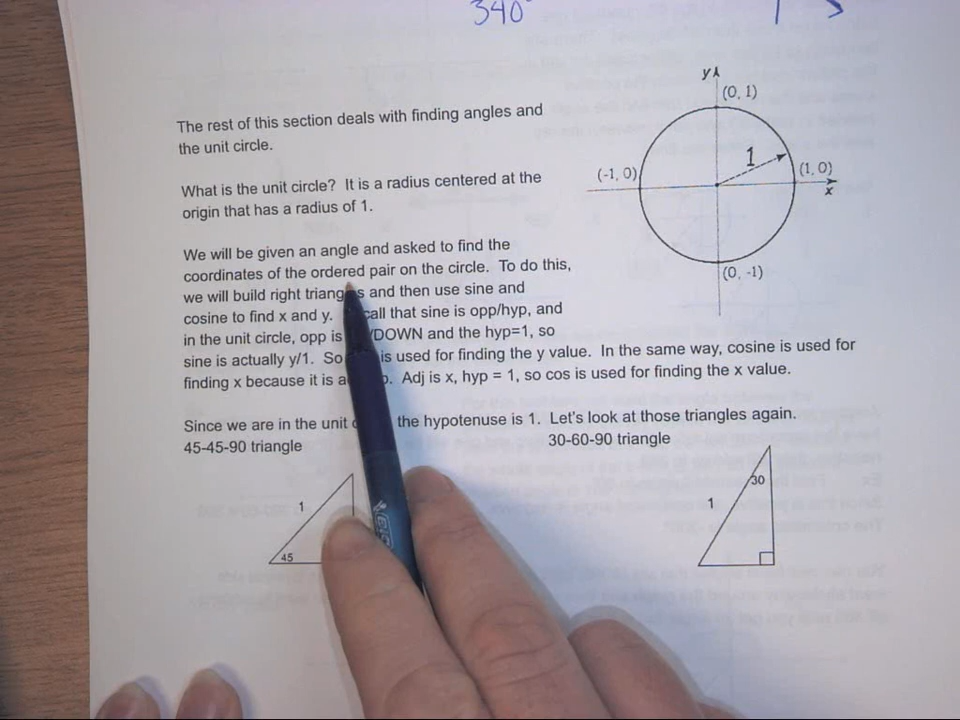 340°
The rest of this section deals with finding angles and
the unit circle.
What is the unit circle? It is a radius centered at the
origin that has a radius of 1.
We will be given an angle and asked to find the
coordinates of the ordered pair on the circle. To do this,
we will build right triangles and then use sine and
cosine to find x and y. call that sine is opp/hyp, and
in the unit circle, opp is /DOWN and the hyp=1, so
sine is actually y/1. So is used for finding the y value. In the same way, cosine is used for
finding x because it is Adj is x, hyp = 1, so cos is used for finding the x value.
Since we are in the unit the hypotenuse is 1. Let's look at those triangles again.
45-45-90 triangle
30-60-90 triangle
y
(0, 1)
1
(-1, 0)
(1, 0)
x
(0, -1)
1
45
30
1
BIC